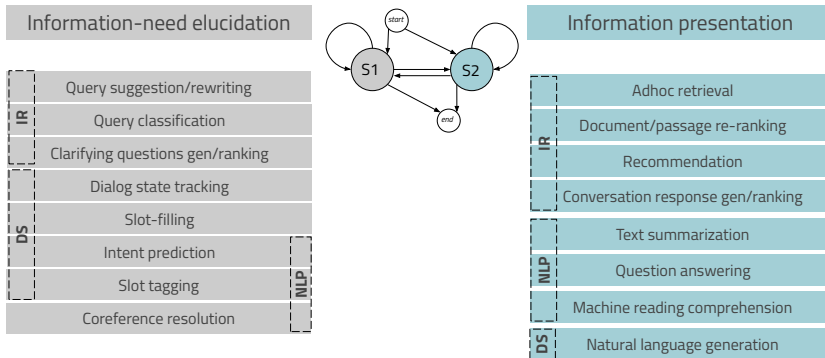 Information-need elucidation
IR
Query suggestion/rewriting
Query classification
Clarifying questions gen/ranking
DS
Dialog state tracking
Slot-filling
Intent prediction
Slot tagging
NLP
Coreference resolution
start
S1
S2
end
Information presentation
IR
Adhoc retrieval
Document/passage re-ranking
Recommendation
Conversation response gen/ranking
NLP
Text summarization
Question answering
Machine reading comprehension
DS
Natural language generation